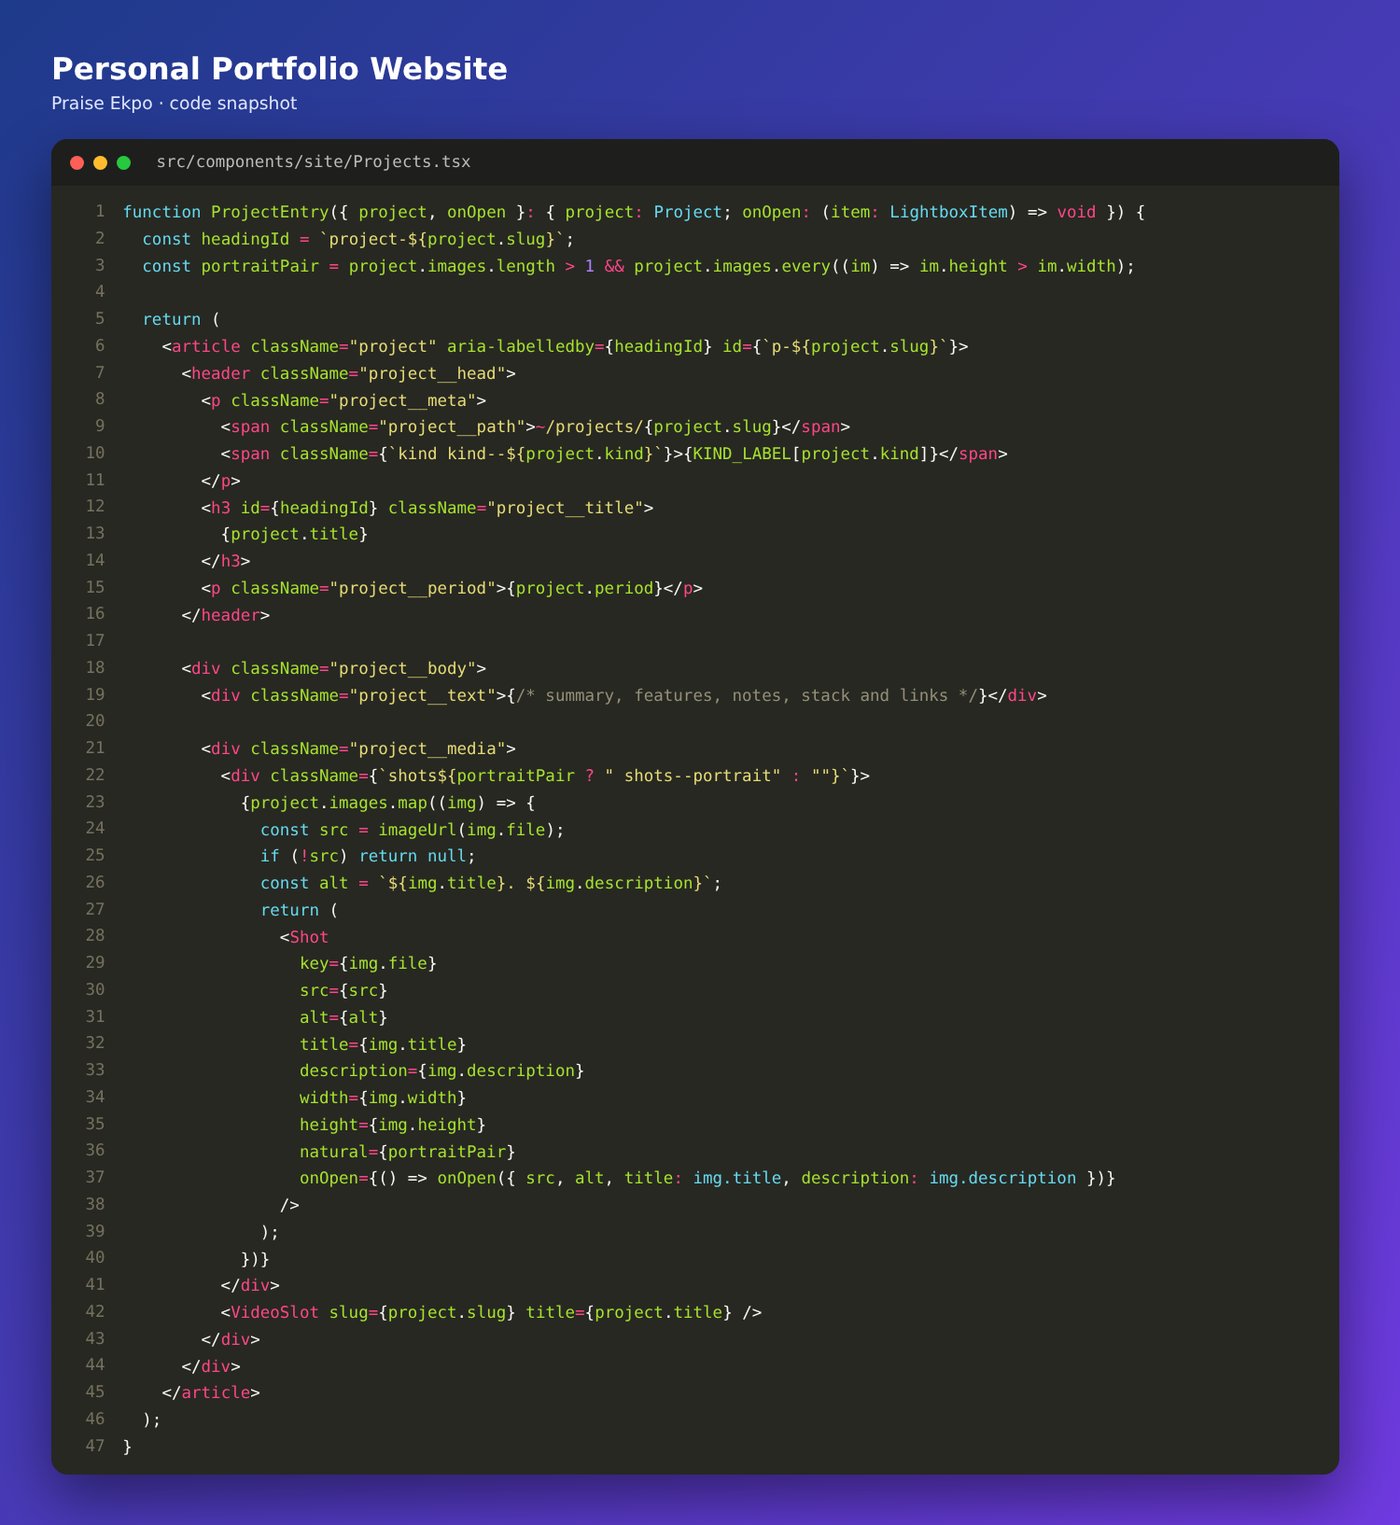 Personal Portfolio Website
Praise Ekpo · code snapshot
src/components/site/Projects.tsx
1 function ProjectEntry({ project, onOpen }: { project: Project; onOpen: (item: LightboxItem) => void }) {
2   const headingId = `project-${project.slug}`;
3   const portraitPair = project.images.length > 1 && project.images.every((im) => im.height > im.width);
4
5   return (
6     <article className="project" aria-labelledby={headingId} id={`p-${project.slug}`}>
7       <header className="project__head">
8         <p className="project__meta">
9           <span className="project__path">~/projects/{project.slug}</span>
10           <span className={`kind kind--${project.kind}`}>{KIND_LABEL[project.kind]}</span>
11         </p>
12         <h3 id={headingId} className="project__title">
13           {project.title}
14         </h3>
15         <p className="project__period">{project.period}</p>
16       </header>
17
18       <div className="project__body">
19         <div className="project__text">{/* summary, features, notes, stack and links */}</div>
20
21         <div className="project__media">
22           <div className={`shots${portraitPair ? " shots--portrait" : ""}`}>
23             {project.images.map((img) => {
24               const src = imageUrl(img.file);
25               if (!src) return null;
26               const alt = `${img.title}. ${img.description}`;
27               return (
28                 <Shot
29                   key={img.file}
30                   src={src}
31                   alt={alt}
32                   title={img.title}
33                   description={img.description}
34                   width={img.width}
35                   height={img.height}
36                   natural={portraitPair}
37                   onOpen={() => onOpen({ src, alt, title: img.title, description: img.description })}
38                 />
39               );
40             })}
41           </div>
42           <VideoSlot slug={project.slug} title={project.title} />
43         </div>
44       </div>
45     </article>
46   );
47 }